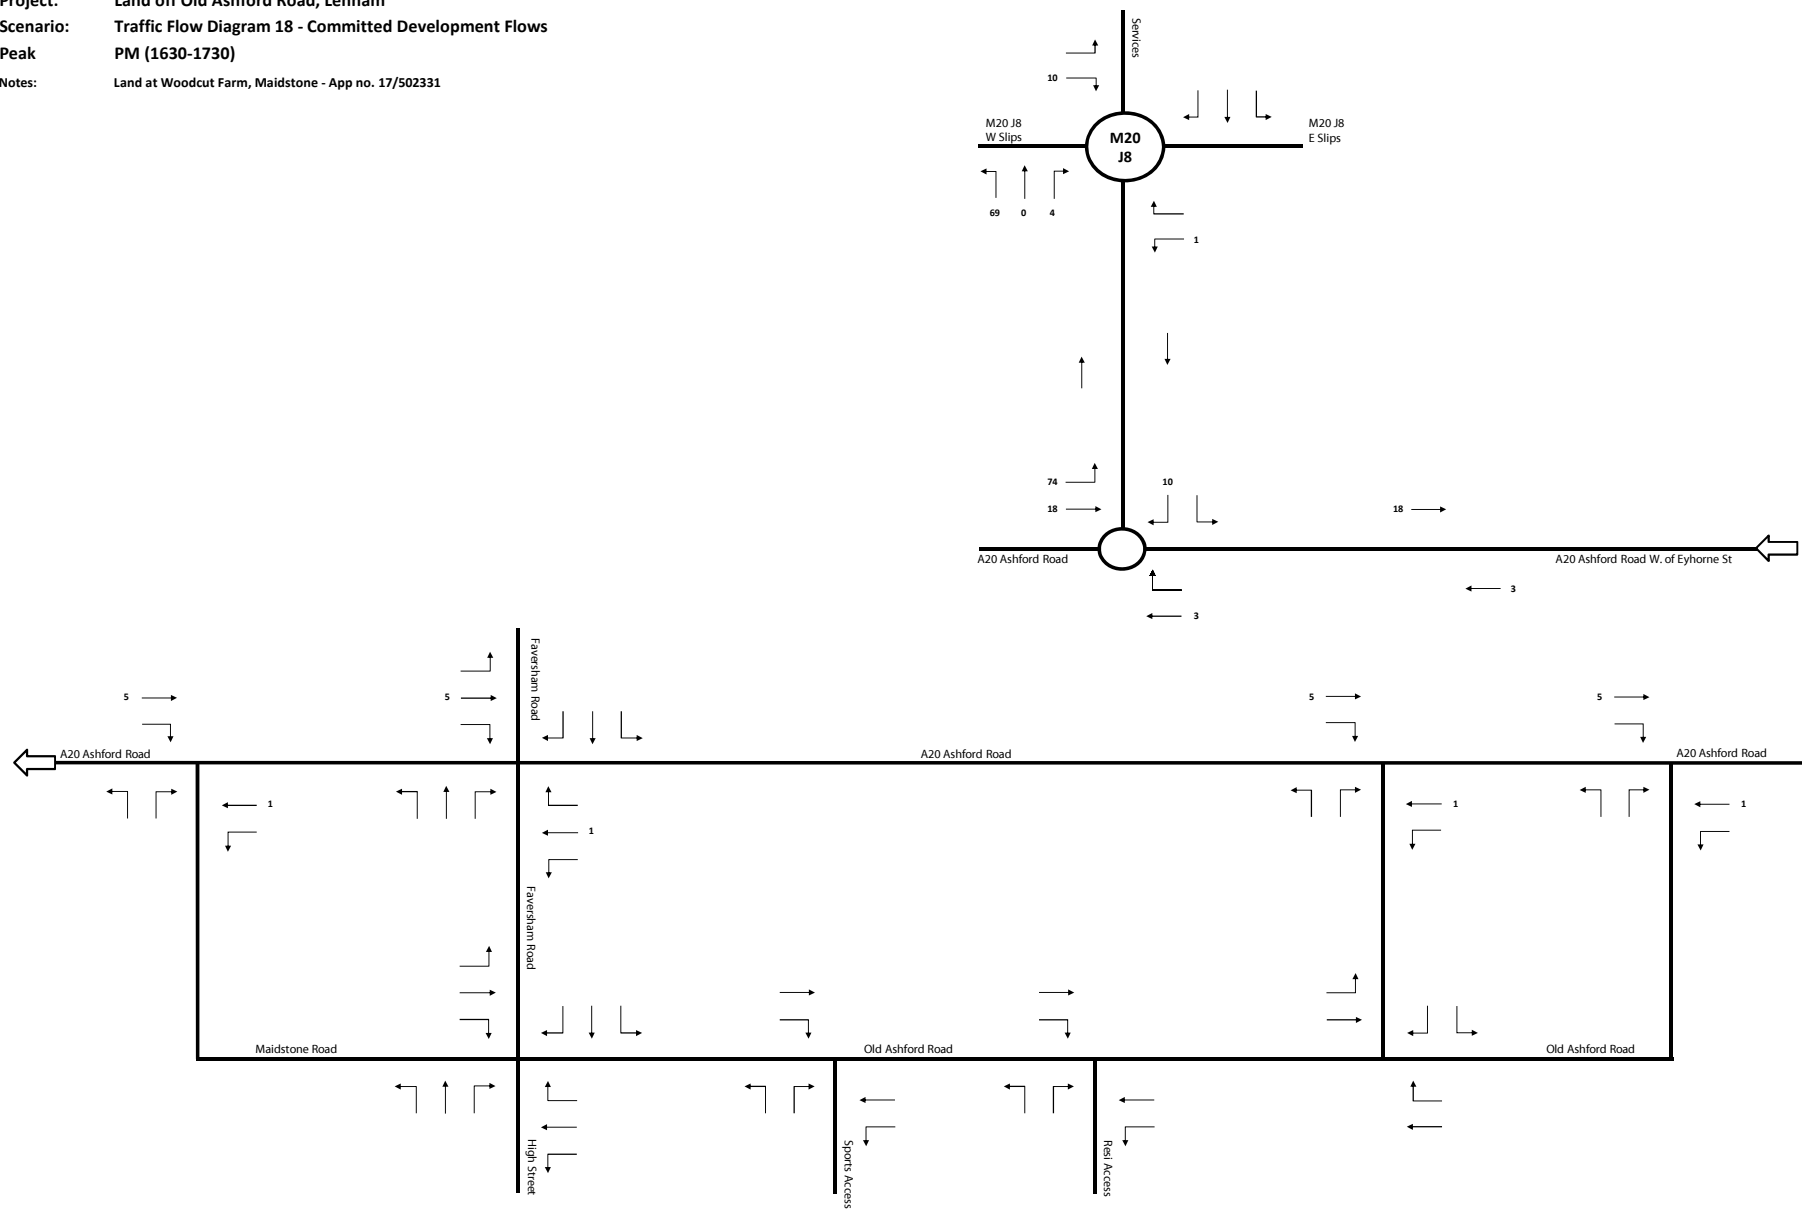 Project: Land off Old Ashford Road, Lenham
Scenario: Traffic Flow Diagram 18 - Committed Development Flows
Peak PM (1630-1730)
Notes: Land at Woodcut Farm, Maidstone - App no. 17/502331
Services
10
M20 J8
W Slips
M20
J8
M20 J8
E Slips
69 0 4
1
74
10
18
18
A20 Ashford Road
A20 Ashford Road W. of Eyhorne St
3
3
Faversham Road
5
5
5
5
A20 Ashford Road
A20 Ashford Road
A20 Ashford Road
1
1
1
1
Faversham Road
Maidstone Road
Old Ashford Road
Old Ashford Road
High Street
Sports Access
Resi Access